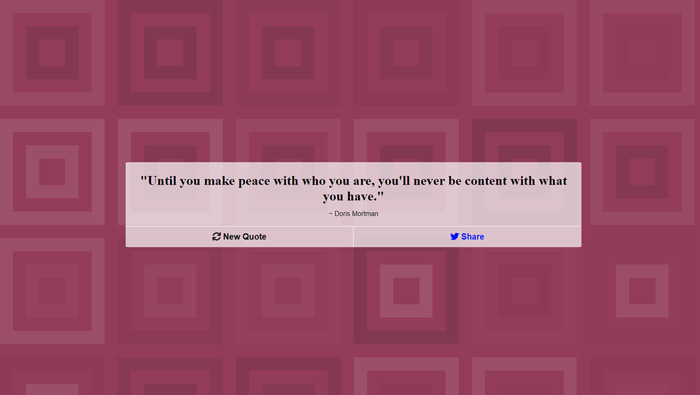 "Until you make peace with who you are, you'll never be content with what
you have."
~ Doris Mortman
New Quote
Share